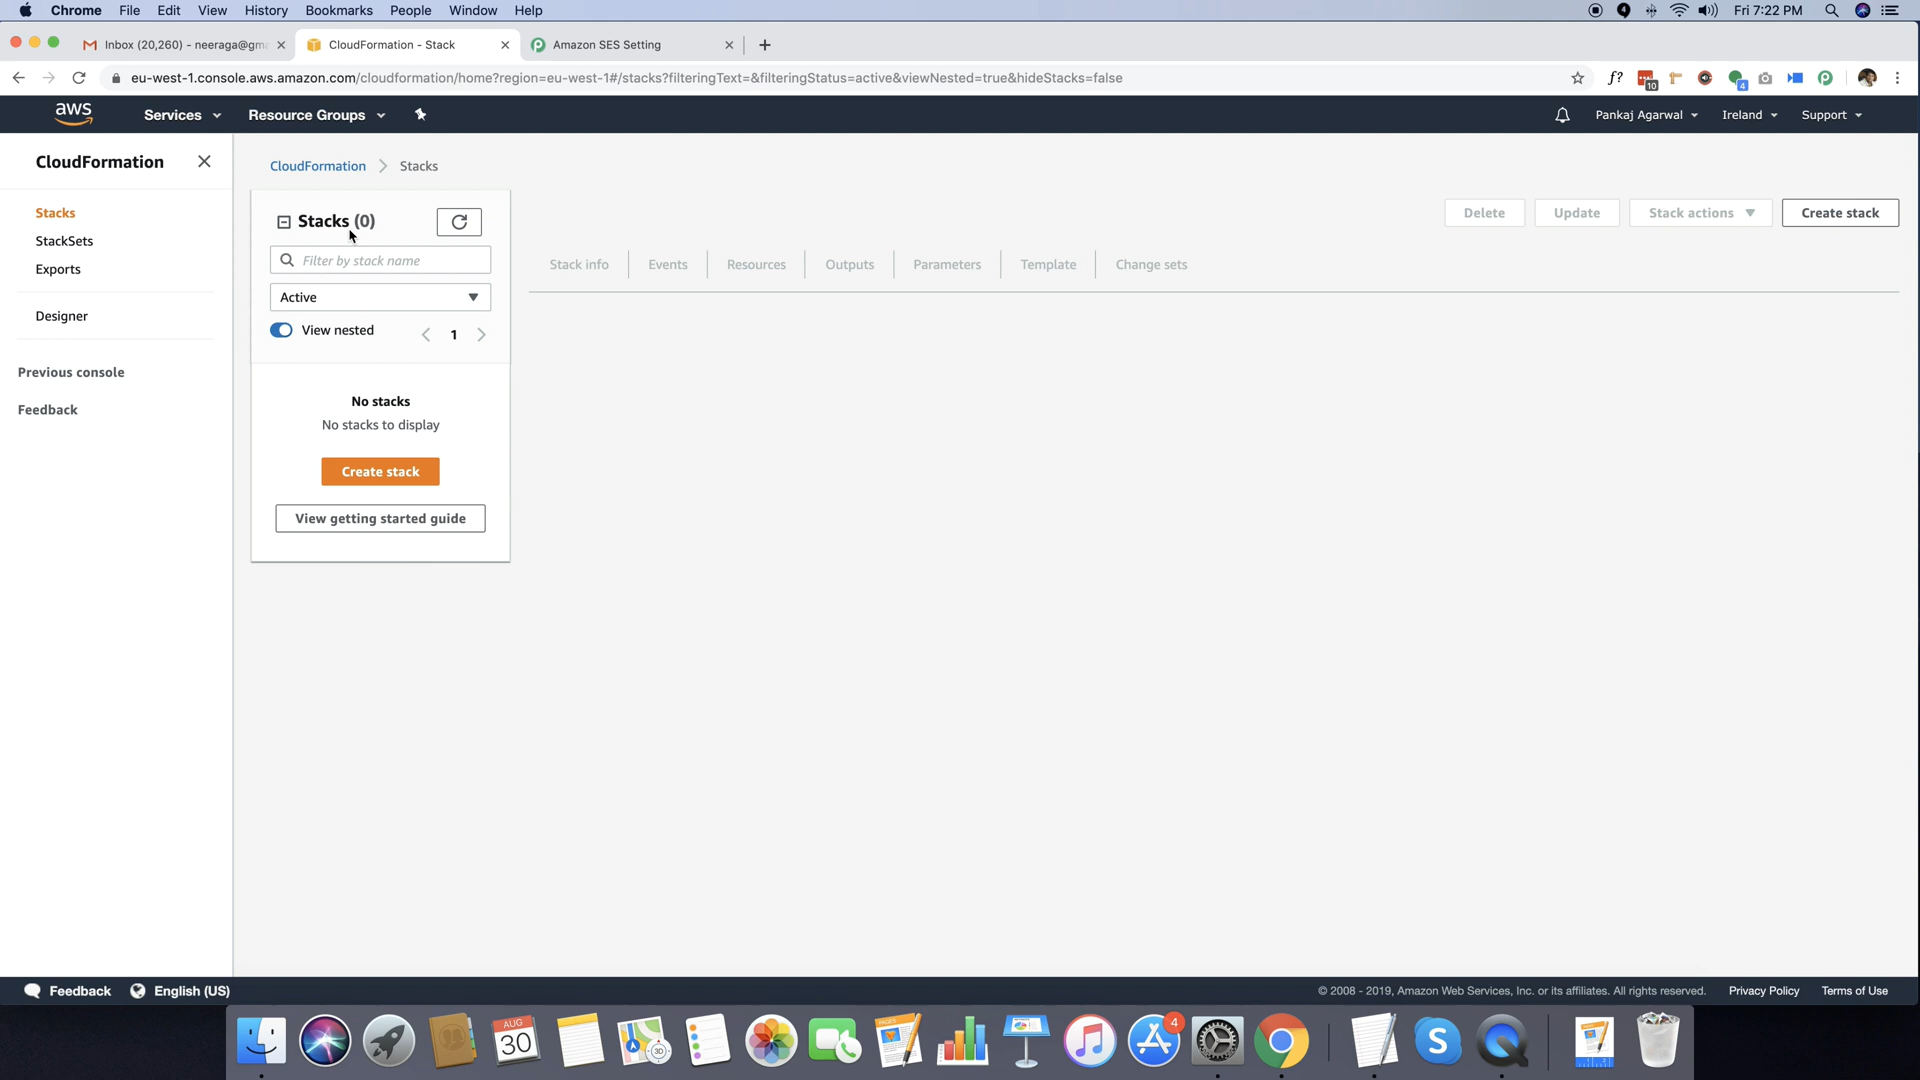 Chrome File Edit View History Bookmarks People Window Help 4 Fri 7:22 PM
Inbox (20,260) - neeraga@gm CloudFormation - Stack Amazon SES Setting
eu-west-1.console.aws.amazon.com/cloudformation/home?region=eu-west-1#/stacks?filteringText=&filteringStatus=active&viewNested=true&hideStacks=false f? 10 4
aws Services Resource Groups Pankaj Agarwal Ireland Support
CloudFormation
Stacks
StackSets
Exports
Designer
Previous console
Feedback
CloudFormation > Stacks
Stacks (0)
Filter by stack name
Active
View nested 1
No stacks
No stacks to display
Create stack
View getting started guide
Delete Update Stack actions Create stack
Stack info Events Resources Outputs Parameters Template Change sets
Feedback English (US) © 2008 - 2019, Amazon Web Services, Inc. or its affiliates. All rights reserved. Privacy Policy Terms of Use
AUG
30
3D
PAGES
4